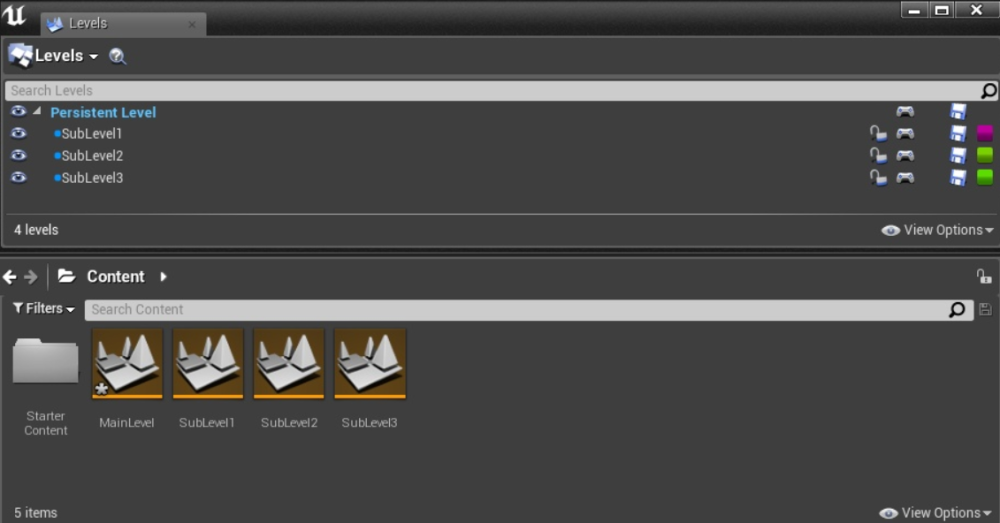 Levels
Levels
Search Levels
Persistent Level
SubLevel1
SubLevel2
SubLevel3
4 levels
View Options
Content
Filters
Search Content
Starter
Content
MainLevel
SubLevel1
SubLevel2
SubLevel3
5 items
View Options